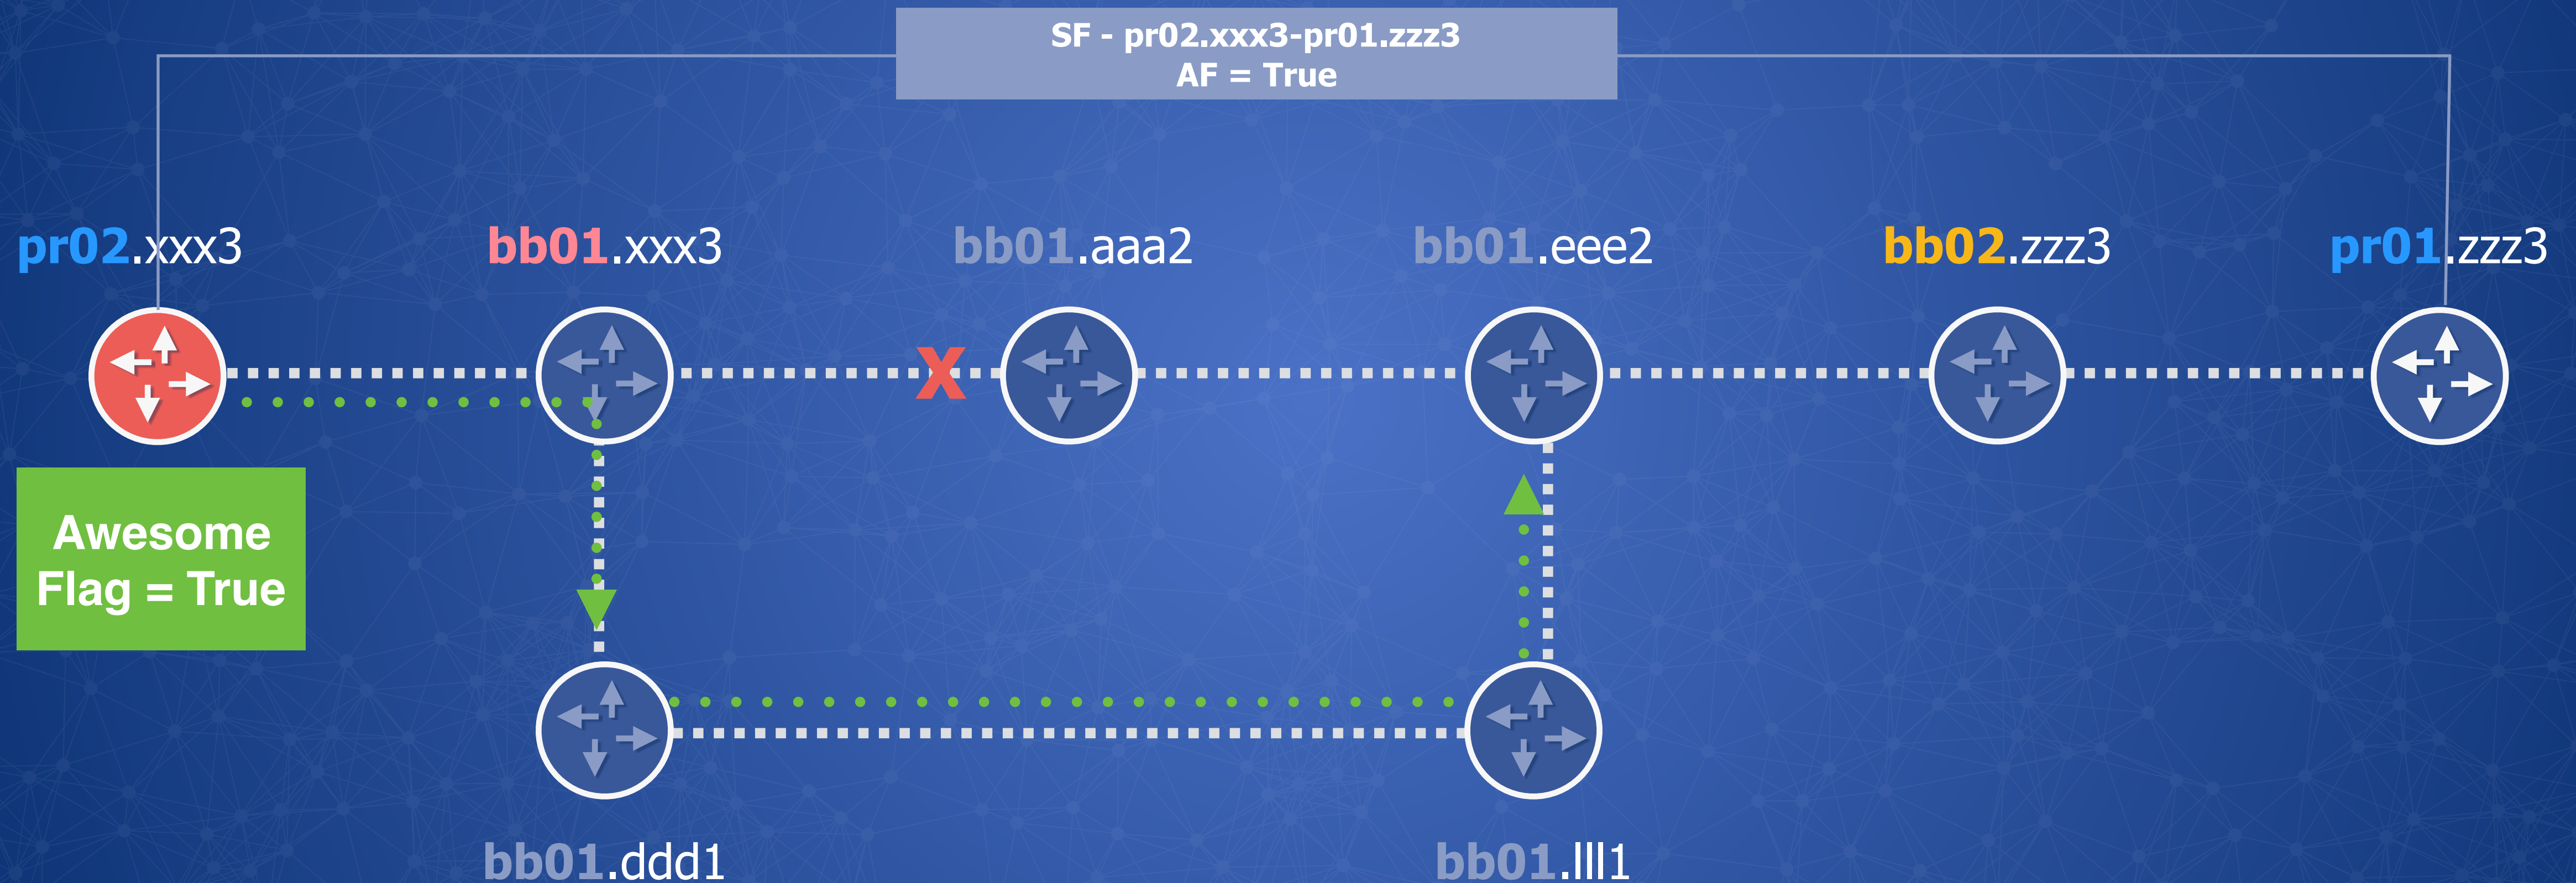 SF - pr02.xxx3-pr01.zzz3
AF = True
pr02.xxx3
bb01.xxx3
bb01.aaa2
bb01.eee2
bb02.zzz3
pr01.zzz3
X
Awesome
Flag = True
bb01.ddd1
bb01.lll1